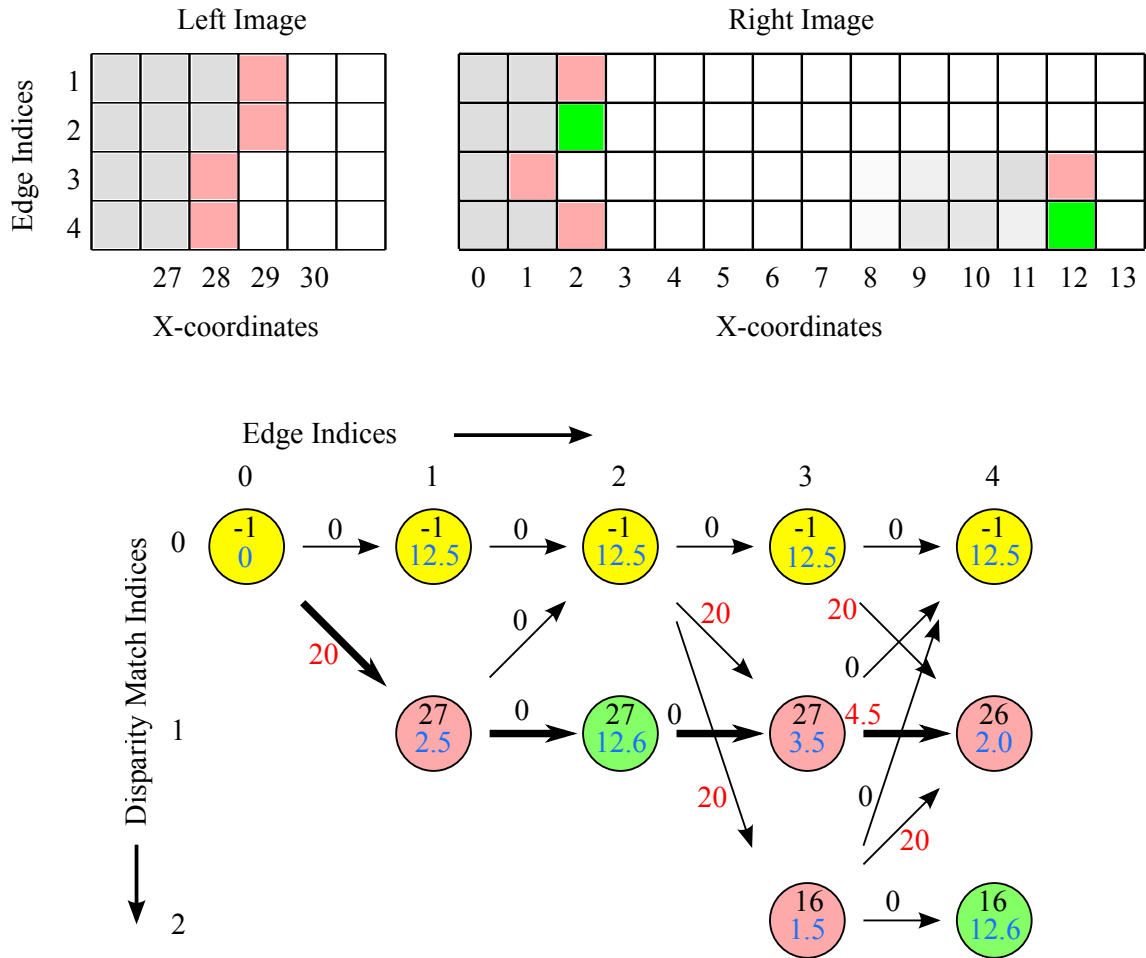 Left Image
Right Image
Edge Indices
1
2
3
4
27 28 29 30
0 1 2 3 4 5 6 7 8 9 10 11 12 13
X-coordinates
X-coordinates
Edge Indices
0 1 2 3 4
Disparity Match Indices
0
-1 0 -1 0 -1 0 -1 0 -1
0 12.5 12.5 12.5 12.5
20 0 20 20
0
1
27 0 27 0 27 4.5 26
2.5 12.6 3.5 2.0
20 0
20
2
16 0 16
1.5 12.6